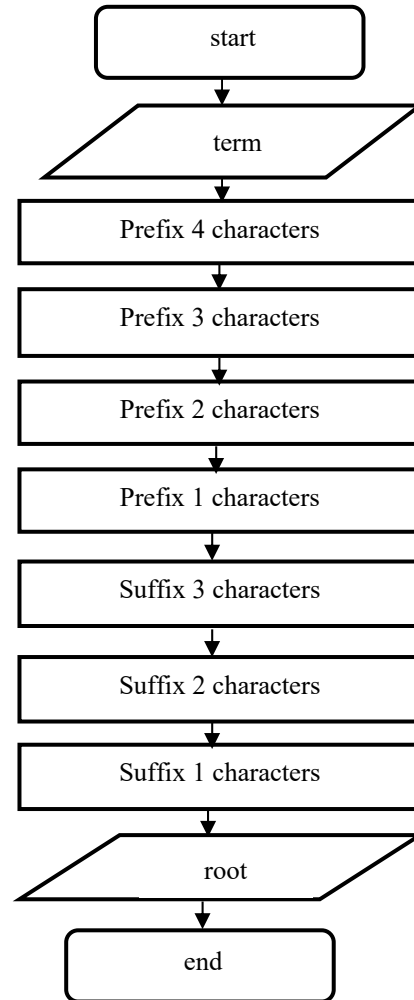 start
term
Prefix 4 characters
Prefix 3 characters
Prefix 2 characters
Prefix 1 characters
Suffix 3 characters
Suffix 2 characters
Suffix 1 characters
root
end